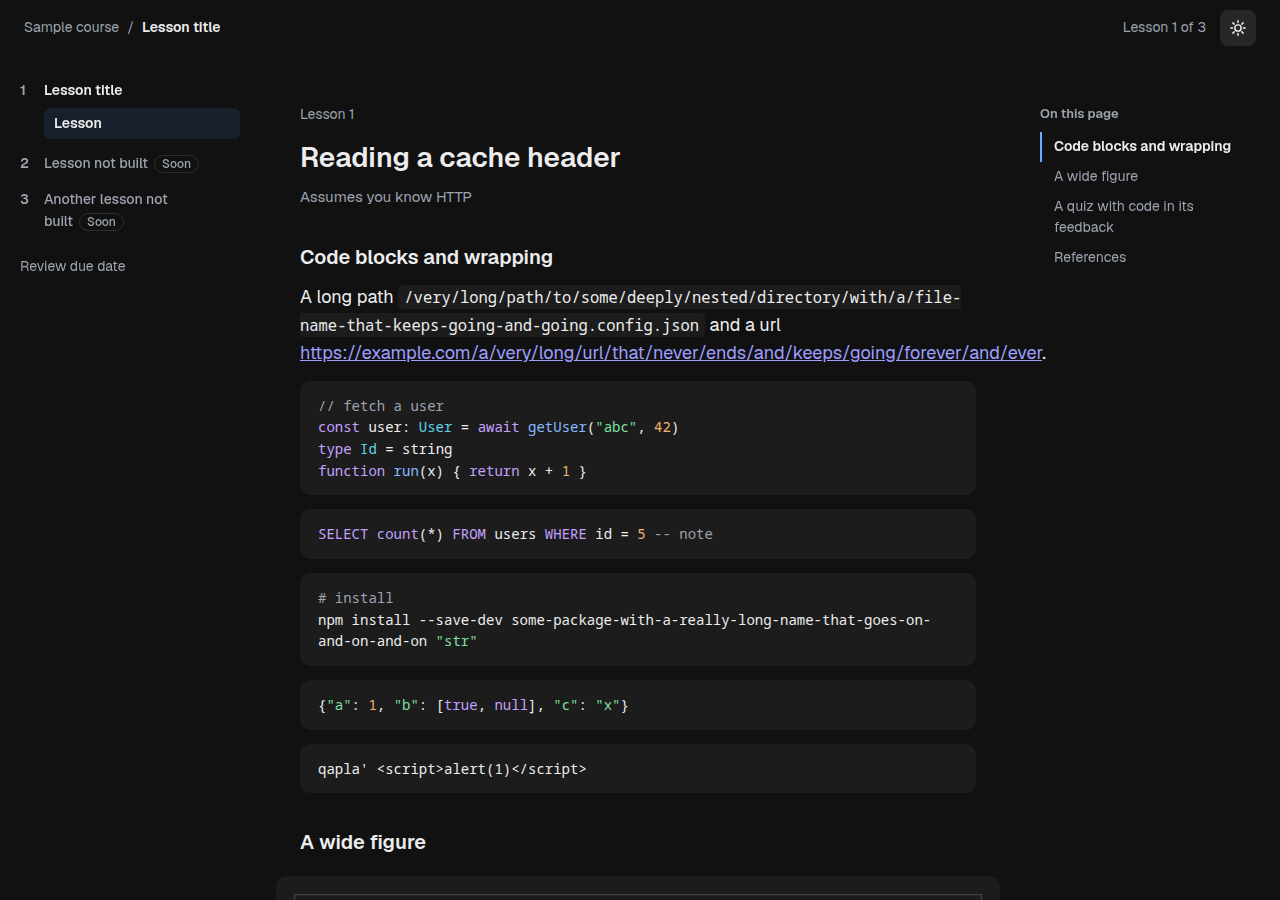 Sample course / Lesson title
Lesson 1 of 3
1 Lesson title
Lesson
2 Lesson not built Soon
3 Another lesson not
built Soon
Review due date
Lesson 1
Reading a cache header
Assumes you know HTTP
Code blocks and wrapping
A long path /very/long/path/to/some/deeply/nested/directory/with/a/file-
name-that-keeps-going-and-going.config.json and a url
https://example.com/a/very/long/url/that/never/ends/and/keeps/going/forever/and/ever.
// fetch a user
const user: User = await getUser("abc", 42)
type Id = string
function run(x) { return x + 1 }
SELECT count(*) FROM users WHERE id = 5 -- note
# install
npm install --save-dev some-package-with-a-really-long-name-that-goes-on-
and-on-and-on "str"
{"a": 1, "b": [true, null], "c": "x"}
qapla' <script>alert(1)</script>
A wide figure
On this page
Code blocks and wrapping
A wide figure
A quiz with code in its
feedback
References